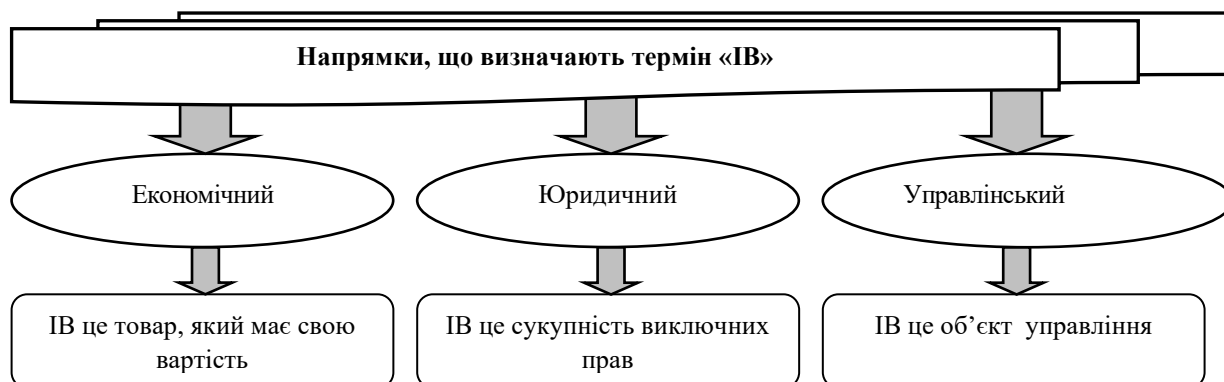 Напрямки, що визначають термін «ІВ»
Економічний
Юридичний
Управлінський
ІВ це товар, який має свою
вартість
ІВ це сукупність виключних
прав
ІВ це об’єкт управління